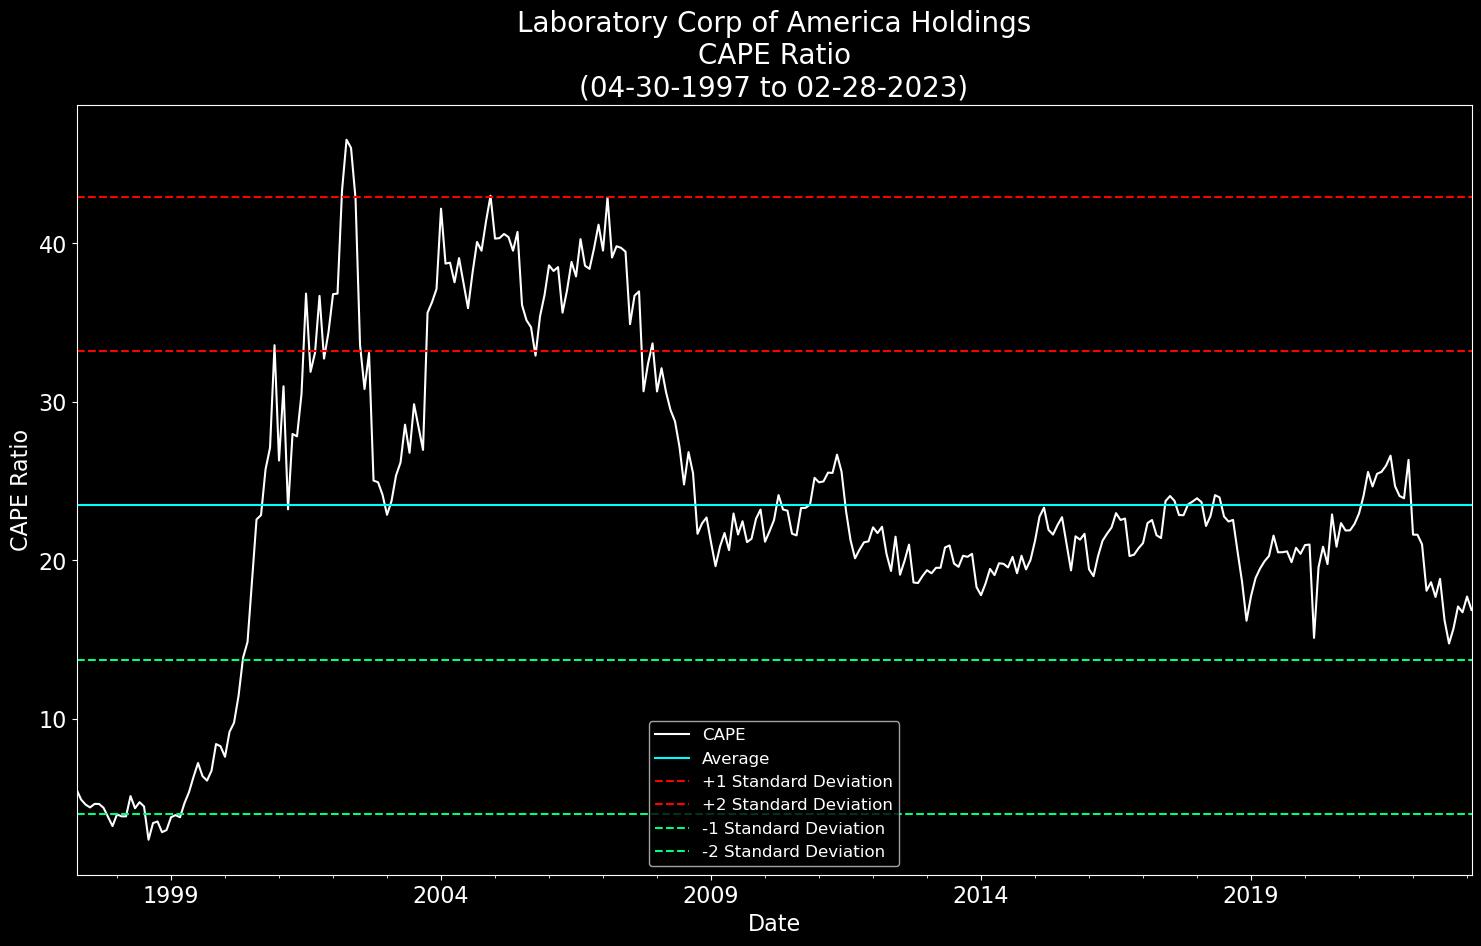 Laboratory Corp of America Holdings
CAPE Ratio
(04-30-1997 to 02-28-2023)
CAPE Ratio
40
30
20
10
CAPE
Average
+1 Standard Deviation
+2 Standard Deviation
-1 Standard Deviation
-2 Standard Deviation
1999 2004 2009 2014 2019
Date